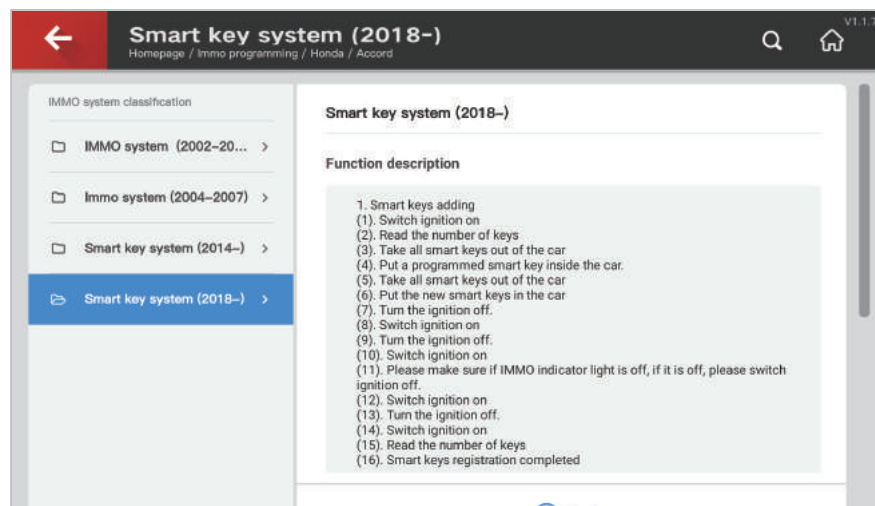 Smart key system (2018-)
V1.1.7
Homepage / Immo programming / Honda / Accord
IMMO system classification
IMMO system (2002-20...
Immo system (2004-2007)
Smart key system (2014-)
Smart key system (2018-)
Smart key system (2018-)
Function description
1. Smart keys adding
(1). Switch ignition on
(2). Read the number of keys
(3). Take all smart keys out of the car
(4). Put a programmed smart key inside the car.
(5). Take all smart keys out of the car
(6). Put the new smart keys in the car
(7). Turn the ignition off.
(8). Switch ignition on
(9). Turn the ignition off.
(10). Switch ignition on
(11). Please make sure if IMMO indicator light is off, if it is off, please switch
ignition off.
(12). Switch ignition on
(13). Turn the ignition off.
(14). Switch ignition on
(15). Read the number of keys
(16). Smart keys registration completed